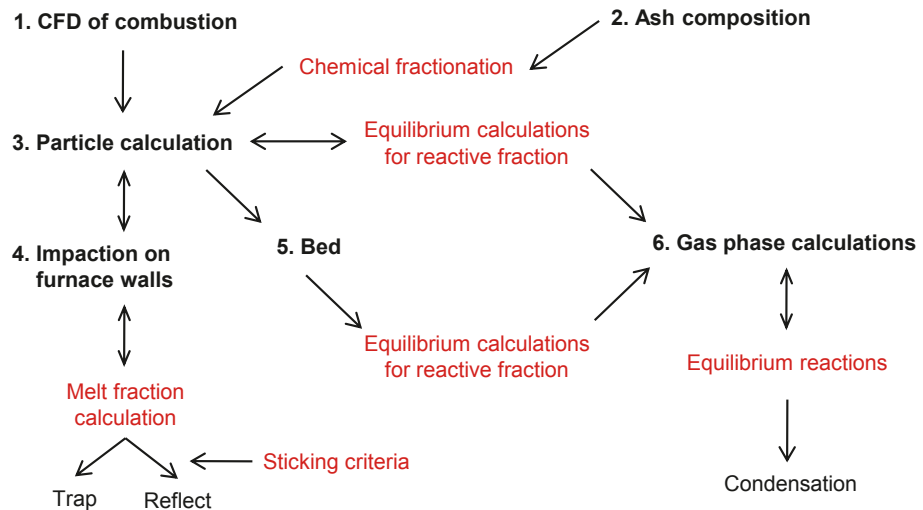 1. CFD of combustion
2. Ash composition
Chemical fractionation
3. Particle calculation
Equilibrium calculations
for reactive fraction
4. Impaction on
furnace walls
5. Bed
6. Gas phase calculations
Equilibrium calculations
for reactive fraction
Equilibrium reactions
Melt fraction
calculation
Sticking criteria
Trap
Reflect
Condensation